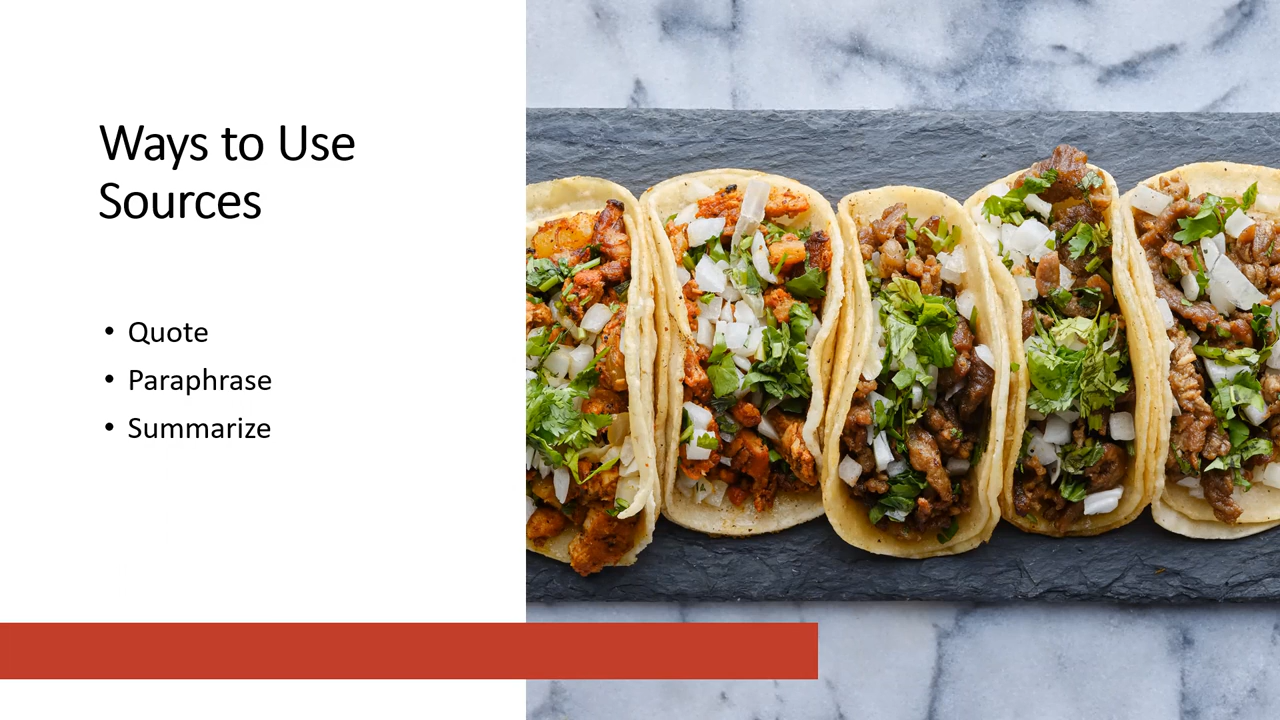 Ways to Use
Sources
• Quote
• Paraphrase
• Summarize